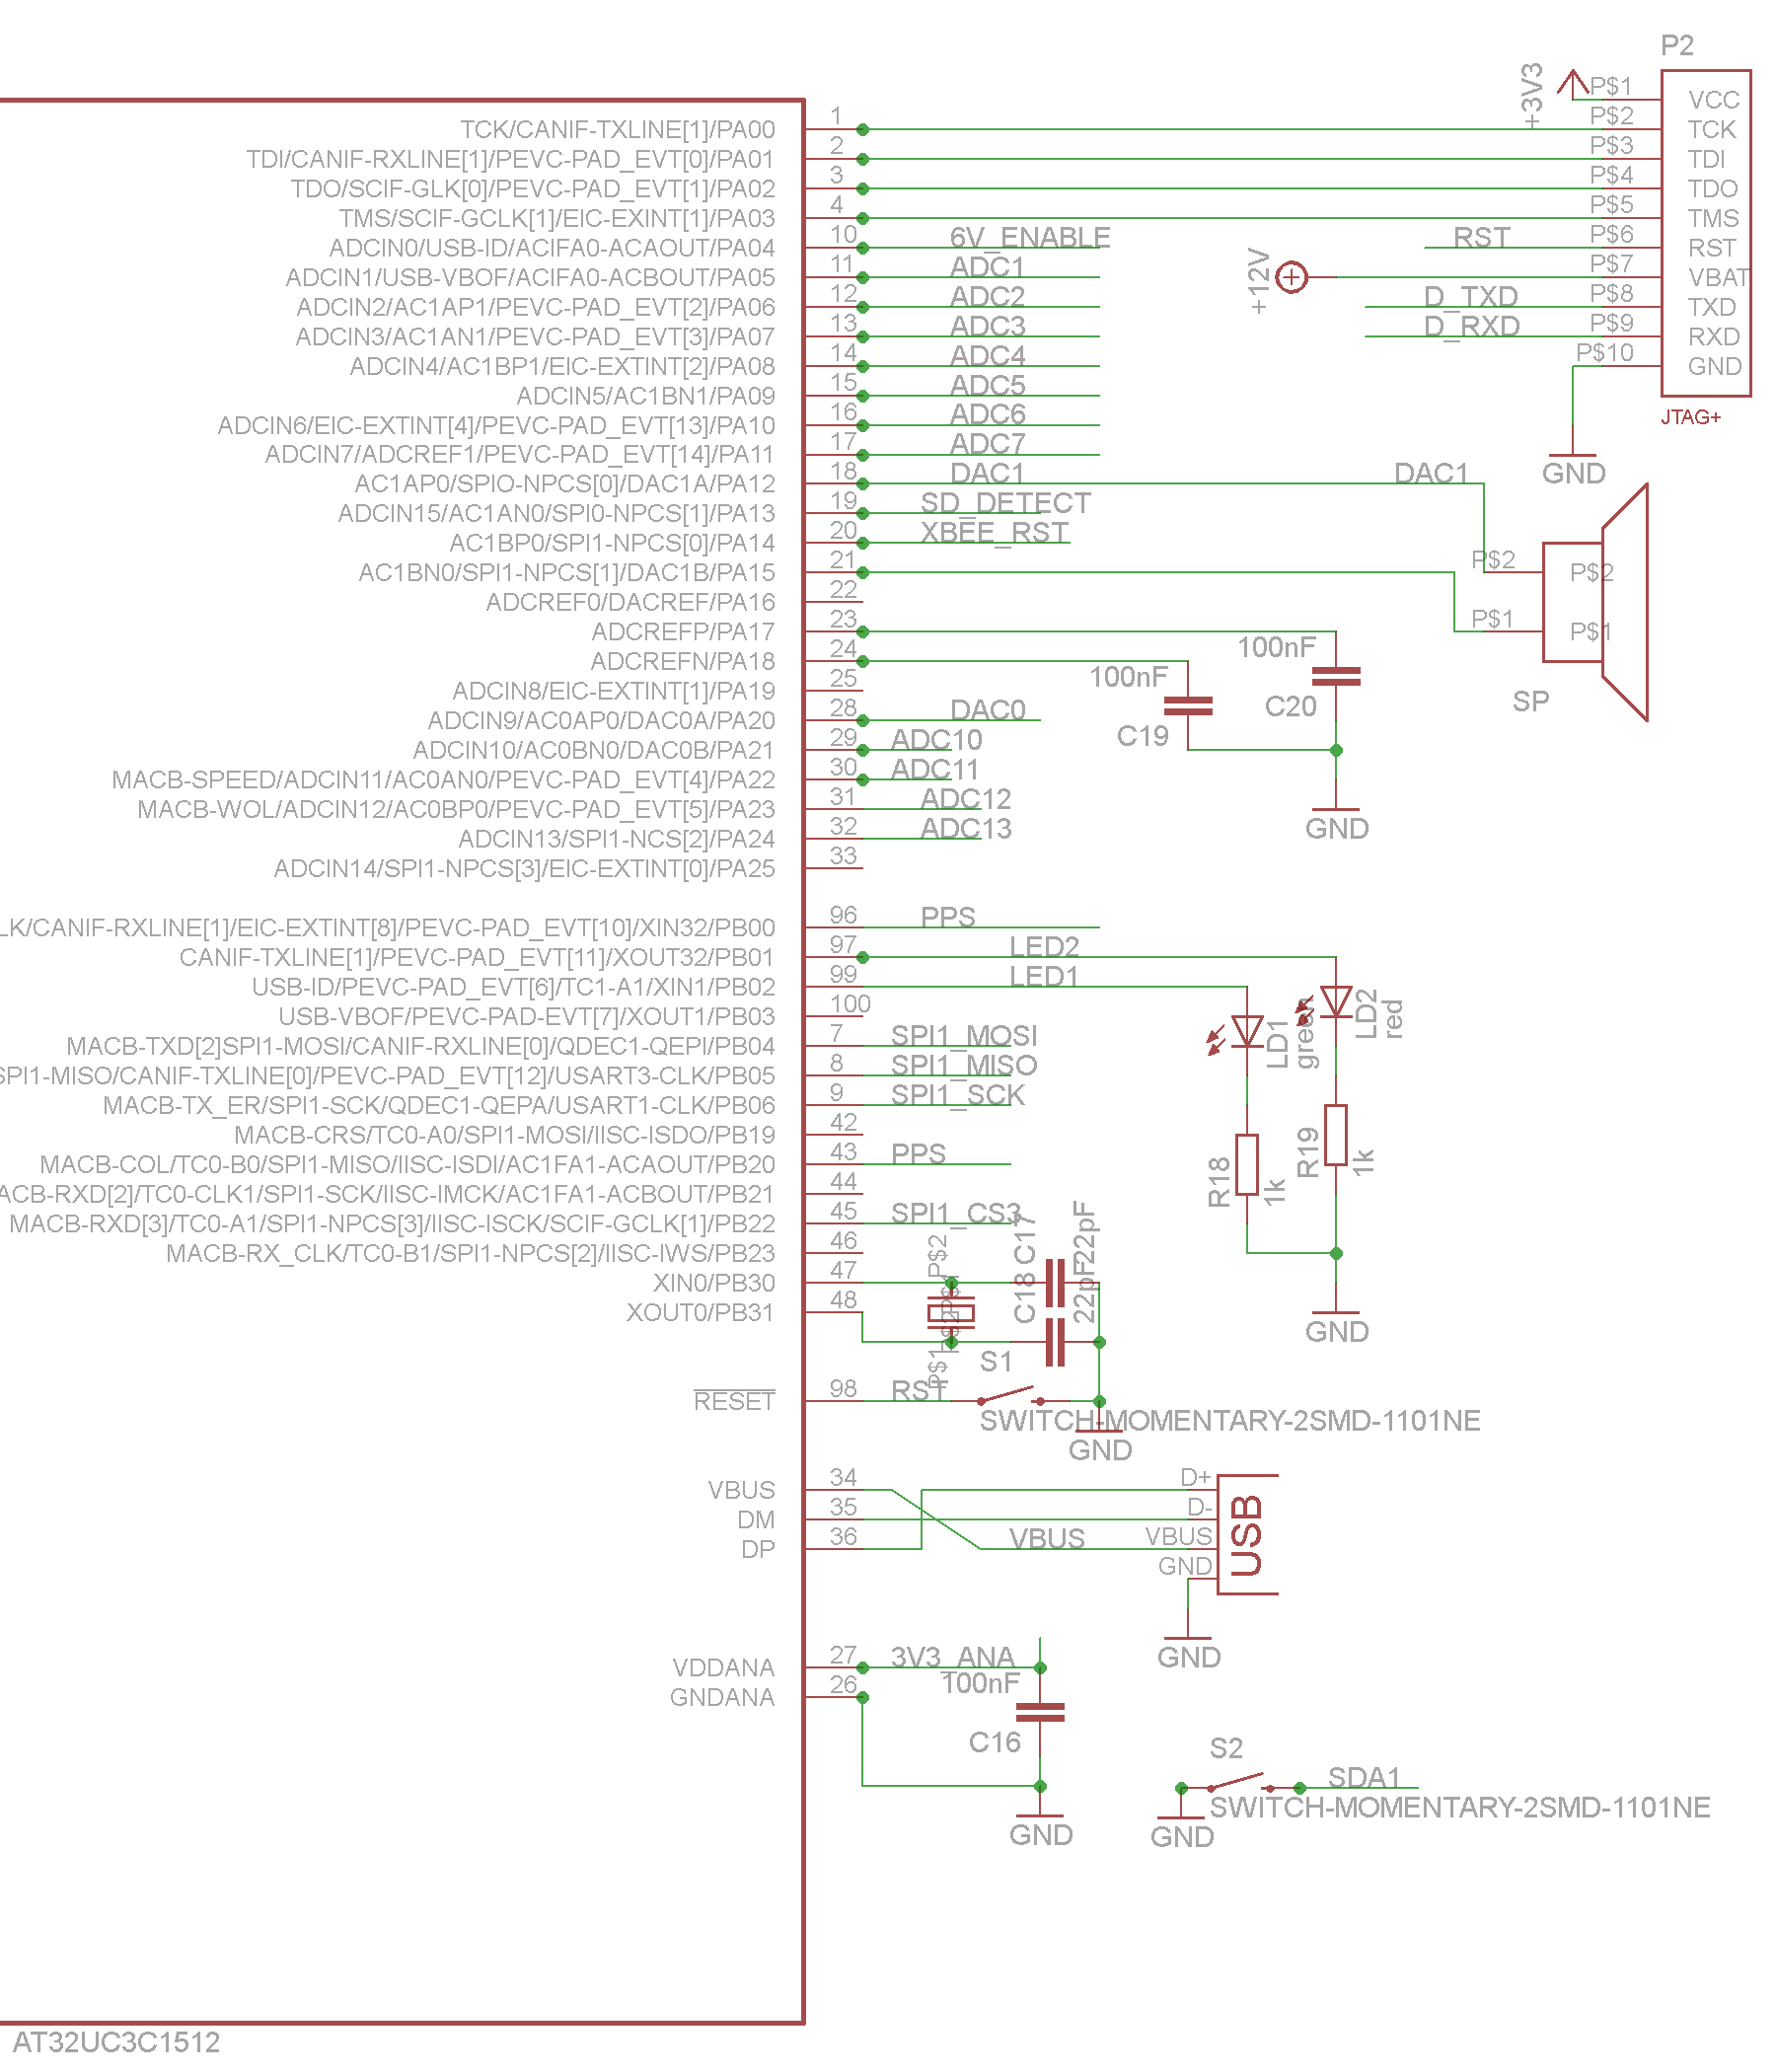 P2
+3V3
P$1 VCC
TCK/CANIF-TXLINE[1]/PA00 1 P$2 TCK
TDI/CANIF-RXLINE[1]/PEVC-PAD_EVT[0]/PA01 2 P$3 TDI
TDO/SCIF-GLK[0]/PEVC-PAD_EVT[1]/PA02 3 P$4 TDO
TMS/SCIF-GCLK[1]/EIC-EXINT[1]/PA03 4 P$5 TMS
ADCIN0/USB-ID/ACIFA0-ACAOUT/PA04 10 6V_ENABLE RST P$6 RST
ADCIN1/USB-VBOF/ACIFA0-ACBOUT/PA05 11 ADC1 +12V P$7 VBAT
ADCIN2/AC1AP1/PEVC-PAD_EVT[2]/PA06 12 ADC2 D_TXD P$8 TXD
ADCIN3/AC1AN1/PEVC-PAD_EVT[3]/PA07 13 ADC3 D_RXD P$9 RXD
ADCIN4/AC1BP1/EIC-EXTINT[2]/PA08 14 ADC4 P$10 GND
ADCIN5/AC1BN1/PA09 15 ADC5
JTAG+
ADCIN6/EIC-EXTINT[4]/PEVC-PAD_EVT[13]/PA10 16 ADC6
ADCIN7/ADCREF1/PEVC-PAD_EVT[14]/PA11 17 ADC7
GND
AC1AP0/SPIO-NPCS[0]/DAC1A/PA12 18 DAC1 DAC1
ADCIN15/AC1AN0/SPI0-NPCS[1]/PA13 19 SD_DETECT
AC1BP0/SPI1-NPCS[0]/PA14 20 XBEE_RST
AC1BN0/SPI1-NPCS[1]/DAC1B/PA15 21 P$2 P$2
ADCREF0/DACREF/PA16 22
ADCREFP/PA17 23 P$1 P$1
100nF
ADCREFN/PA18 24
100nF
ADCIN8/EIC-EXTINT[1]/PA19 25
C20 SP
ADCIN9/AC0AP0/DAC0A/PA20 28 DAC0
C19
ADCIN10/AC0BN0/DAC0B/PA21 29 ADC10
MACB-SPEED/ADCIN11/AC0AN0/PEVC-PAD_EVT[4]/PA22 30 ADC11
MACB-WOL/ADCIN12/AC0BP0/PEVC-PAD_EVT[5]/PA23 31 ADC12
GND
ADCIN13/SPI1-NCS[2]/PA24 32 ADC13
ADCIN14/SPI1-NPCS[3]/EIC-EXTINT[0]/PA25 33
LK/CANIF-RXLINE[1]/EIC-EXTINT[8]/PEVC-PAD_EVT[10]/XIN32/PB00 96 PPS
CANIF-TXLINE[1]/PEVC-PAD_EVT[11]/XOUT32/PB01 97 LED2
USB-ID/PEVC-PAD_EVT[6]/TC1-A1/XIN1/PB02 99 LED1
USB-VBOF/PEVC-PAD-EVT[7]/XOUT1/PB03 100
LD1
green
LD2
red
MACB-TXD[2]SPI1-MOSI/CANIF-RXLINE[0]/QDEC1-QEPI/PB04 7 SPI1_MOSI
SPI1-MISO/CANIF-TXLINE[0]/PEVC-PAD_EVT[12]/USART3-CLK/PB05 8 SPI1_MISO
MACB-TX_ER/SPI1-SCK/QDEC1-QEPA/USART1-CLK/PB06 9 SPI1_SCK
MACB-CRS/TC0-A0/SPI1-MOSI/IISC-ISDO/PB19 42
MACB-COL/TC0-B0/SPI1-MISO/IISC-ISDI/AC1FA1-ACAOUT/PB20 43 PPS
R18
1k
R19
1k
ACB-RXD[2]/TC0-CLK1/SPI1-SCK/IISC-IMCK/AC1FA1-ACBOUT/PB21 44
MACB-RXD[3]/TC0-A1/SPI1-NPCS[3]/IISC-ISCK/SCIF-GCLK[1]/PB22 45 SPI1_CS3
MACB-RX_CLK/TC0-B1/SPI1-NPCS[2]/IISC-IWS/PB23 46
P$2
C17
22pF
XIN0/PB30 47
C18
22pF
XOUT0/PB31 48
GND
P$1
S1
RESET 98 RST
SWITCH-MOMENTARY-2SMD-1101NE
GND
VBUS 34 D+
DM 35 D-
DP 36 VBUS VBUS
GND
USB
GND
VDDANA 27 3V3_ANA
100nF
GNDANA 26
C16
S2
SDA1
SWITCH-MOMENTARY-2SMD-1101NE
GND GND
AT32UC3C1512